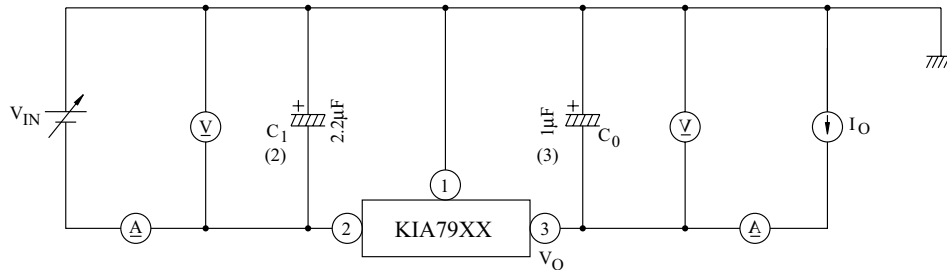 V_IN
V
+
C_1
(2)
2.2µF
1
+
1µF
(3)
C_0
V
I_O
A
2
KIA79XX
3
V_O
A